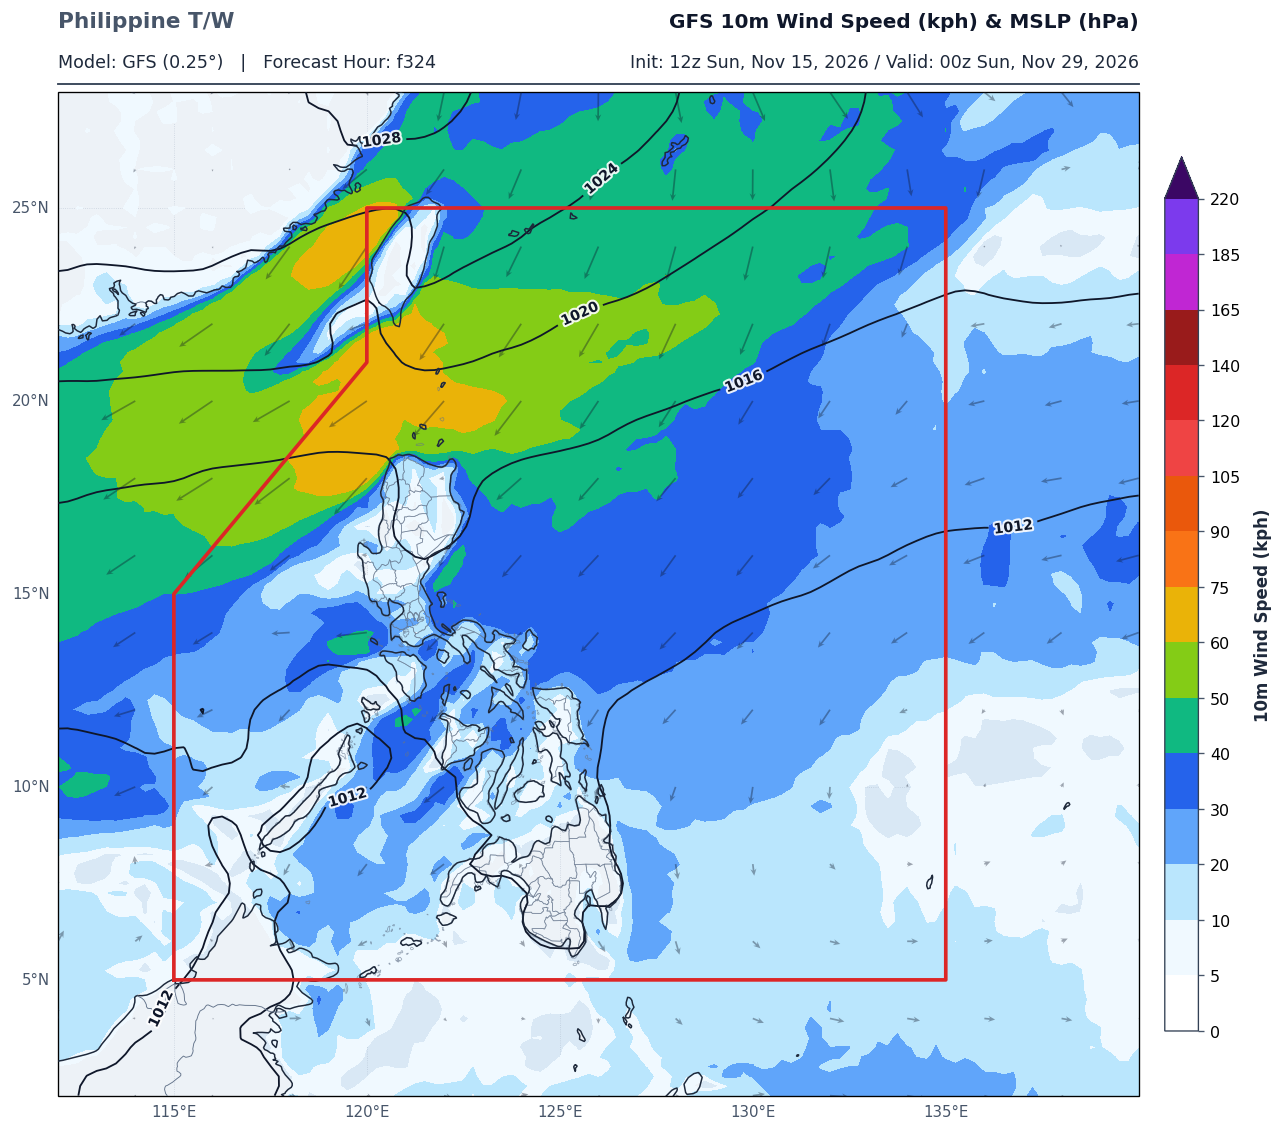 Philippine T/W
GFS 10m Wind Speed (kph) & MSLP (hPa)
Model: GFS (0.25°) | Forecast Hour: f324
Init: 12z Sun, Nov 15, 2026 / Valid: 00z Sun, Nov 29, 2026
1028
1024
1020
1016
1012
1012
1012
25°N
20°N
15°N
10°N
5°N
115°E
120°E
125°E
130°E
135°E
220
185
165
140
120
105
90
75
60
50
40
30
20
10
5
0
10m Wind Speed (kph)